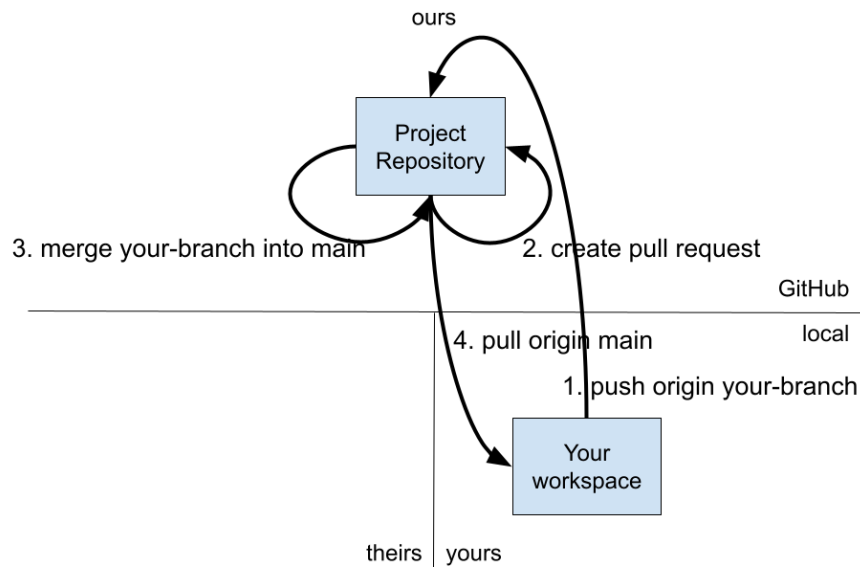 ours
Project
Repository
3. merge your-branch into main
2. create pull request
GitHub
local
4. pull origin main
1. push origin your-branch
Your
workspace
theirs
yours